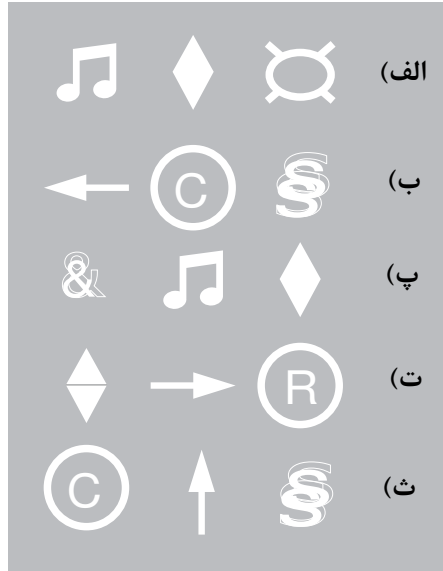 الف) ¤ ♦ ♫
ب) § © ←
پ) ♦ ♫ &
ت) ® → ⬧
ث) § ↑ ©